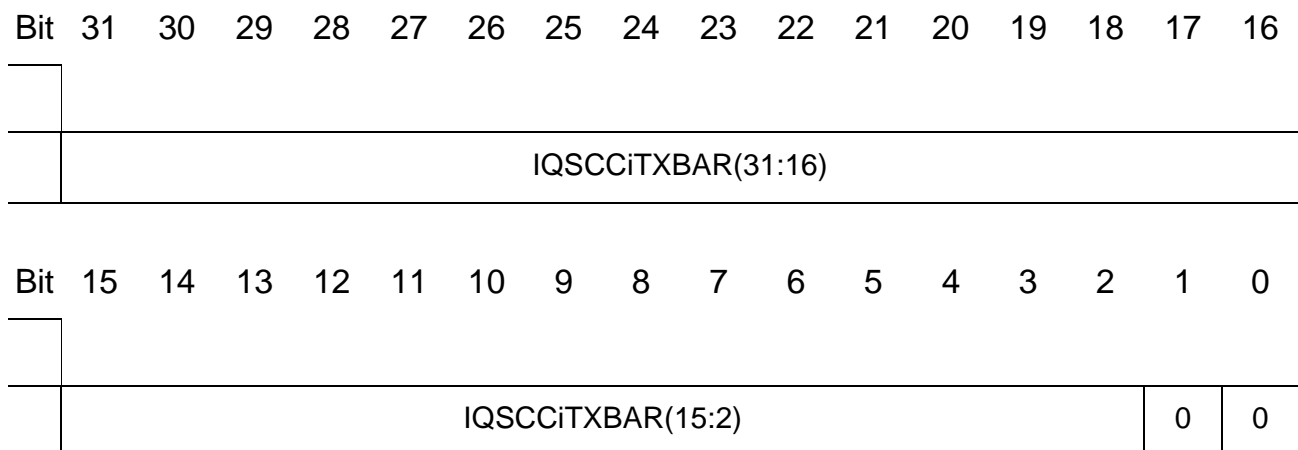 Bit 31 30 29 28 27 26 25 24 23 22 21 20 19 18 17 16
IQSCCiTXBAR(31:16)
Bit 15 14 13 12 11 10 9 8 7 6 5 4 3 2 1 0
IQSCCiTXBAR(15:2) 0 0